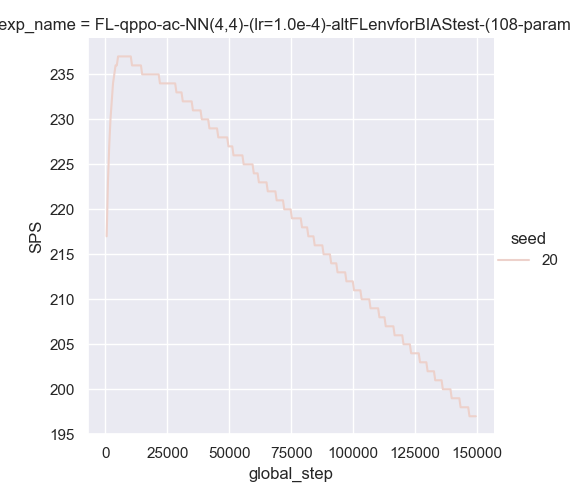 exp_name = FL-qppo-ac-NN(4,4)-(lr=1.0e-4)-altFLenvforBIAStest-(108-param
235
230
225
220
215
210
205
200
195
SPS
0 25000 50000 75000 100000 125000 150000
global_step
seed
20